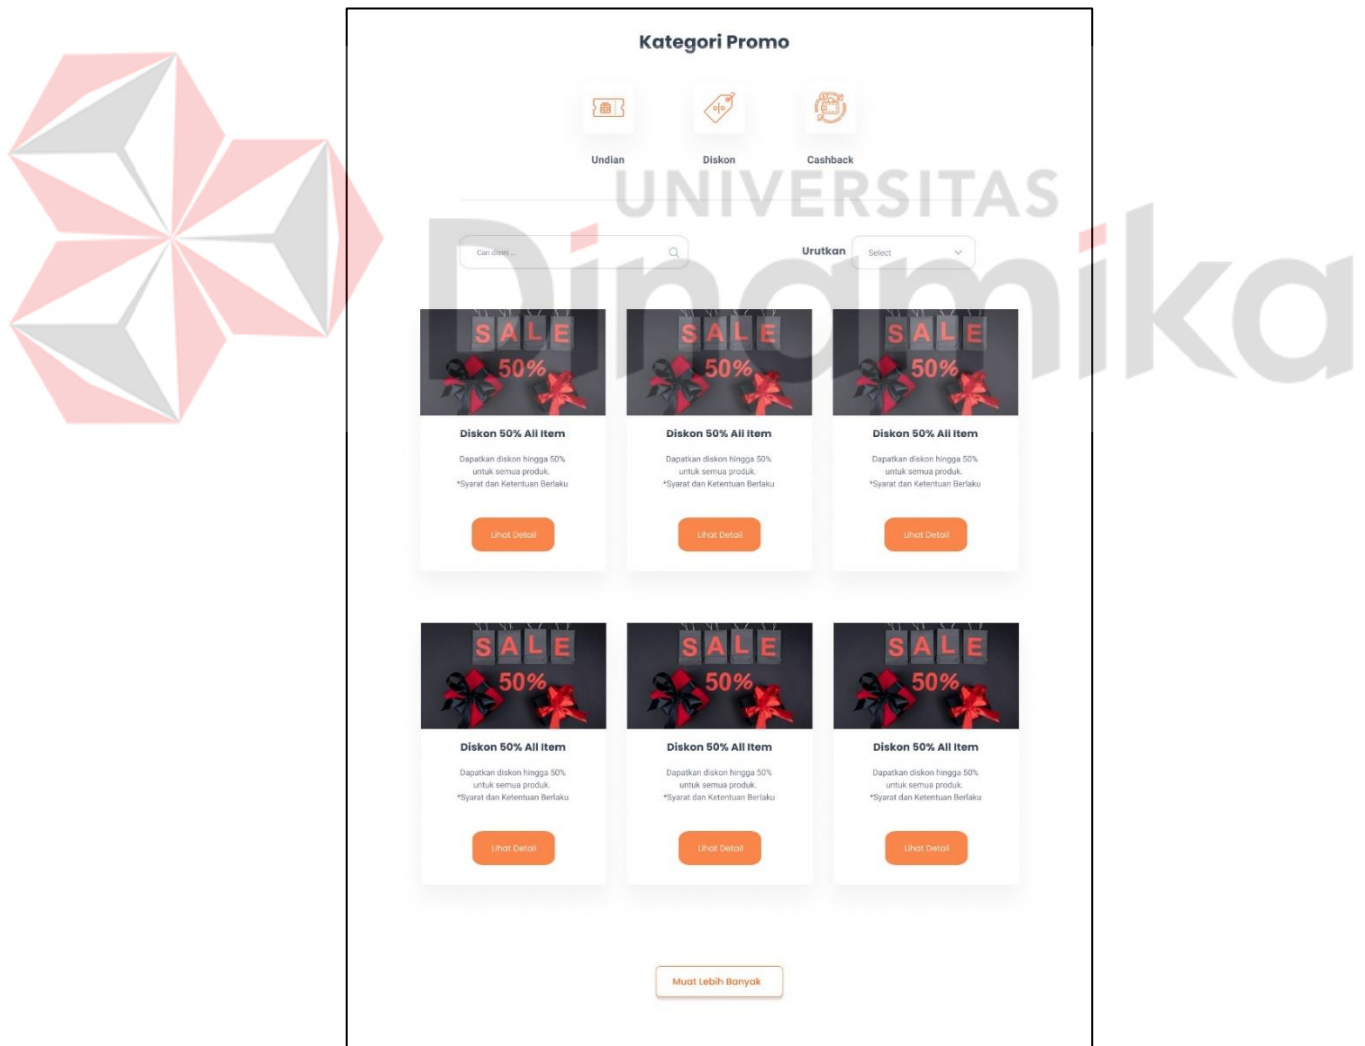 Kategori Promo
Undian Diskon Cashback
UNIVERSITAS
Dinamika
Cari disini... Urutkan Select
SALE SALE SALE
50% 50% 50%
Diskon 50% All Item Diskon 50% All Item Diskon 50% All Item
Dapatkan diskon hingga 50% Dapatkan diskon hingga 50% Dapatkan diskon hingga 50%
untuk semua produk. untuk semua produk. untuk semua produk.
*Syarat dan Ketentuan Berlaku *Syarat dan Ketentuan Berlaku *Syarat dan Ketentuan Berlaku
Lihat Detail Lihat Detail Lihat Detail
SALE SALE SALE
50% 50% 50%
Diskon 50% All Item Diskon 50% All Item Diskon 50% All Item
Dapatkan diskon hingga 50% Dapatkan diskon hingga 50% Dapatkan diskon hingga 50%
untuk semua produk. untuk semua produk. untuk semua produk.
*Syarat dan Ketentuan Berlaku *Syarat dan Ketentuan Berlaku *Syarat dan Ketentuan Berlaku
Lihat Detail Lihat Detail Lihat Detail
Muat Lebih Banyak